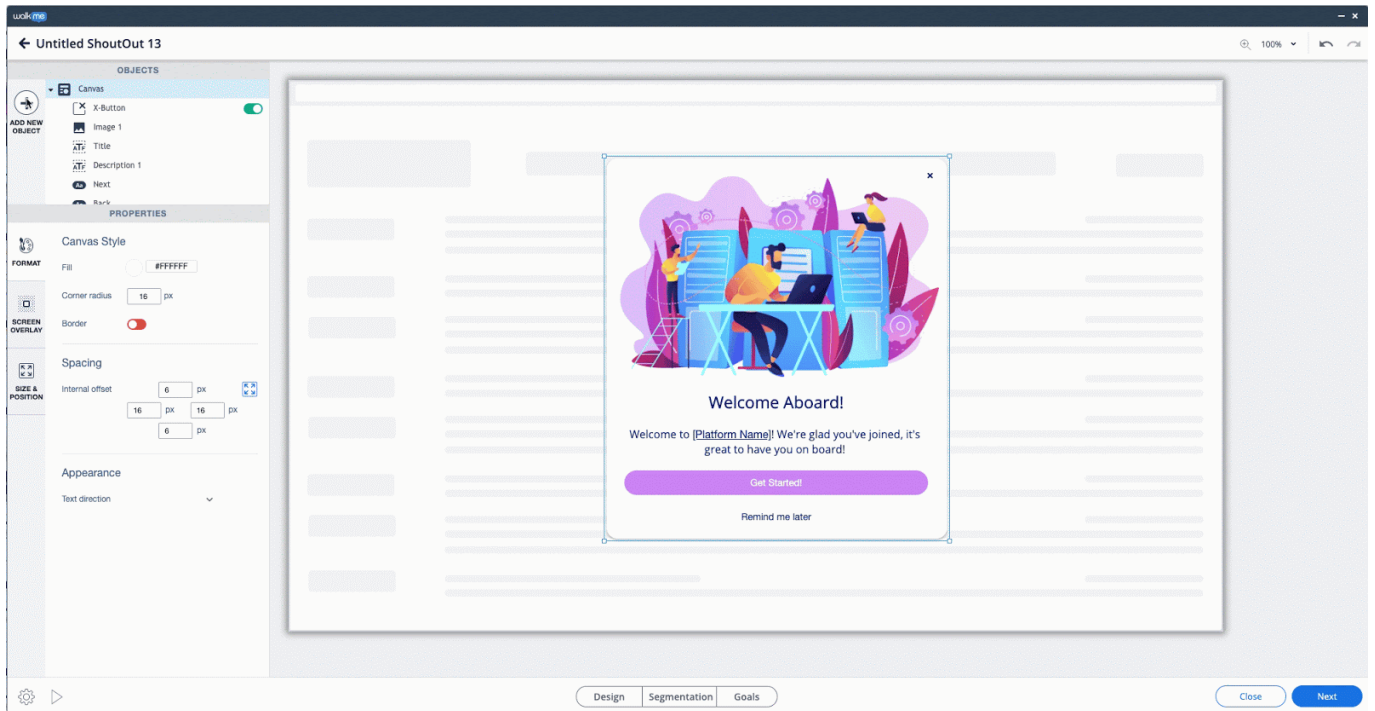 walkme
Untitled ShoutOut 13
100%
OBJECTS
ADD NEW
OBJECT
Canvas
X-Button
Image 1
Title
Description 1
Next
Back
PROPERTIES
FORMAT
SCREEN
OVERLAY
SIZE &
POSITION
Canvas Style
Fill
#FFFFFF
Corner radius 16 px
Border
Spacing
Internal offset 6 px
16 px 16 px
6 px
Appearance
Text direction
Welcome Aboard!
Welcome to [Platform Name]! We're glad you've joined, it's
great to have you on board!
Get Started!
Remind me later
Design Segmentation Goals
Close Next